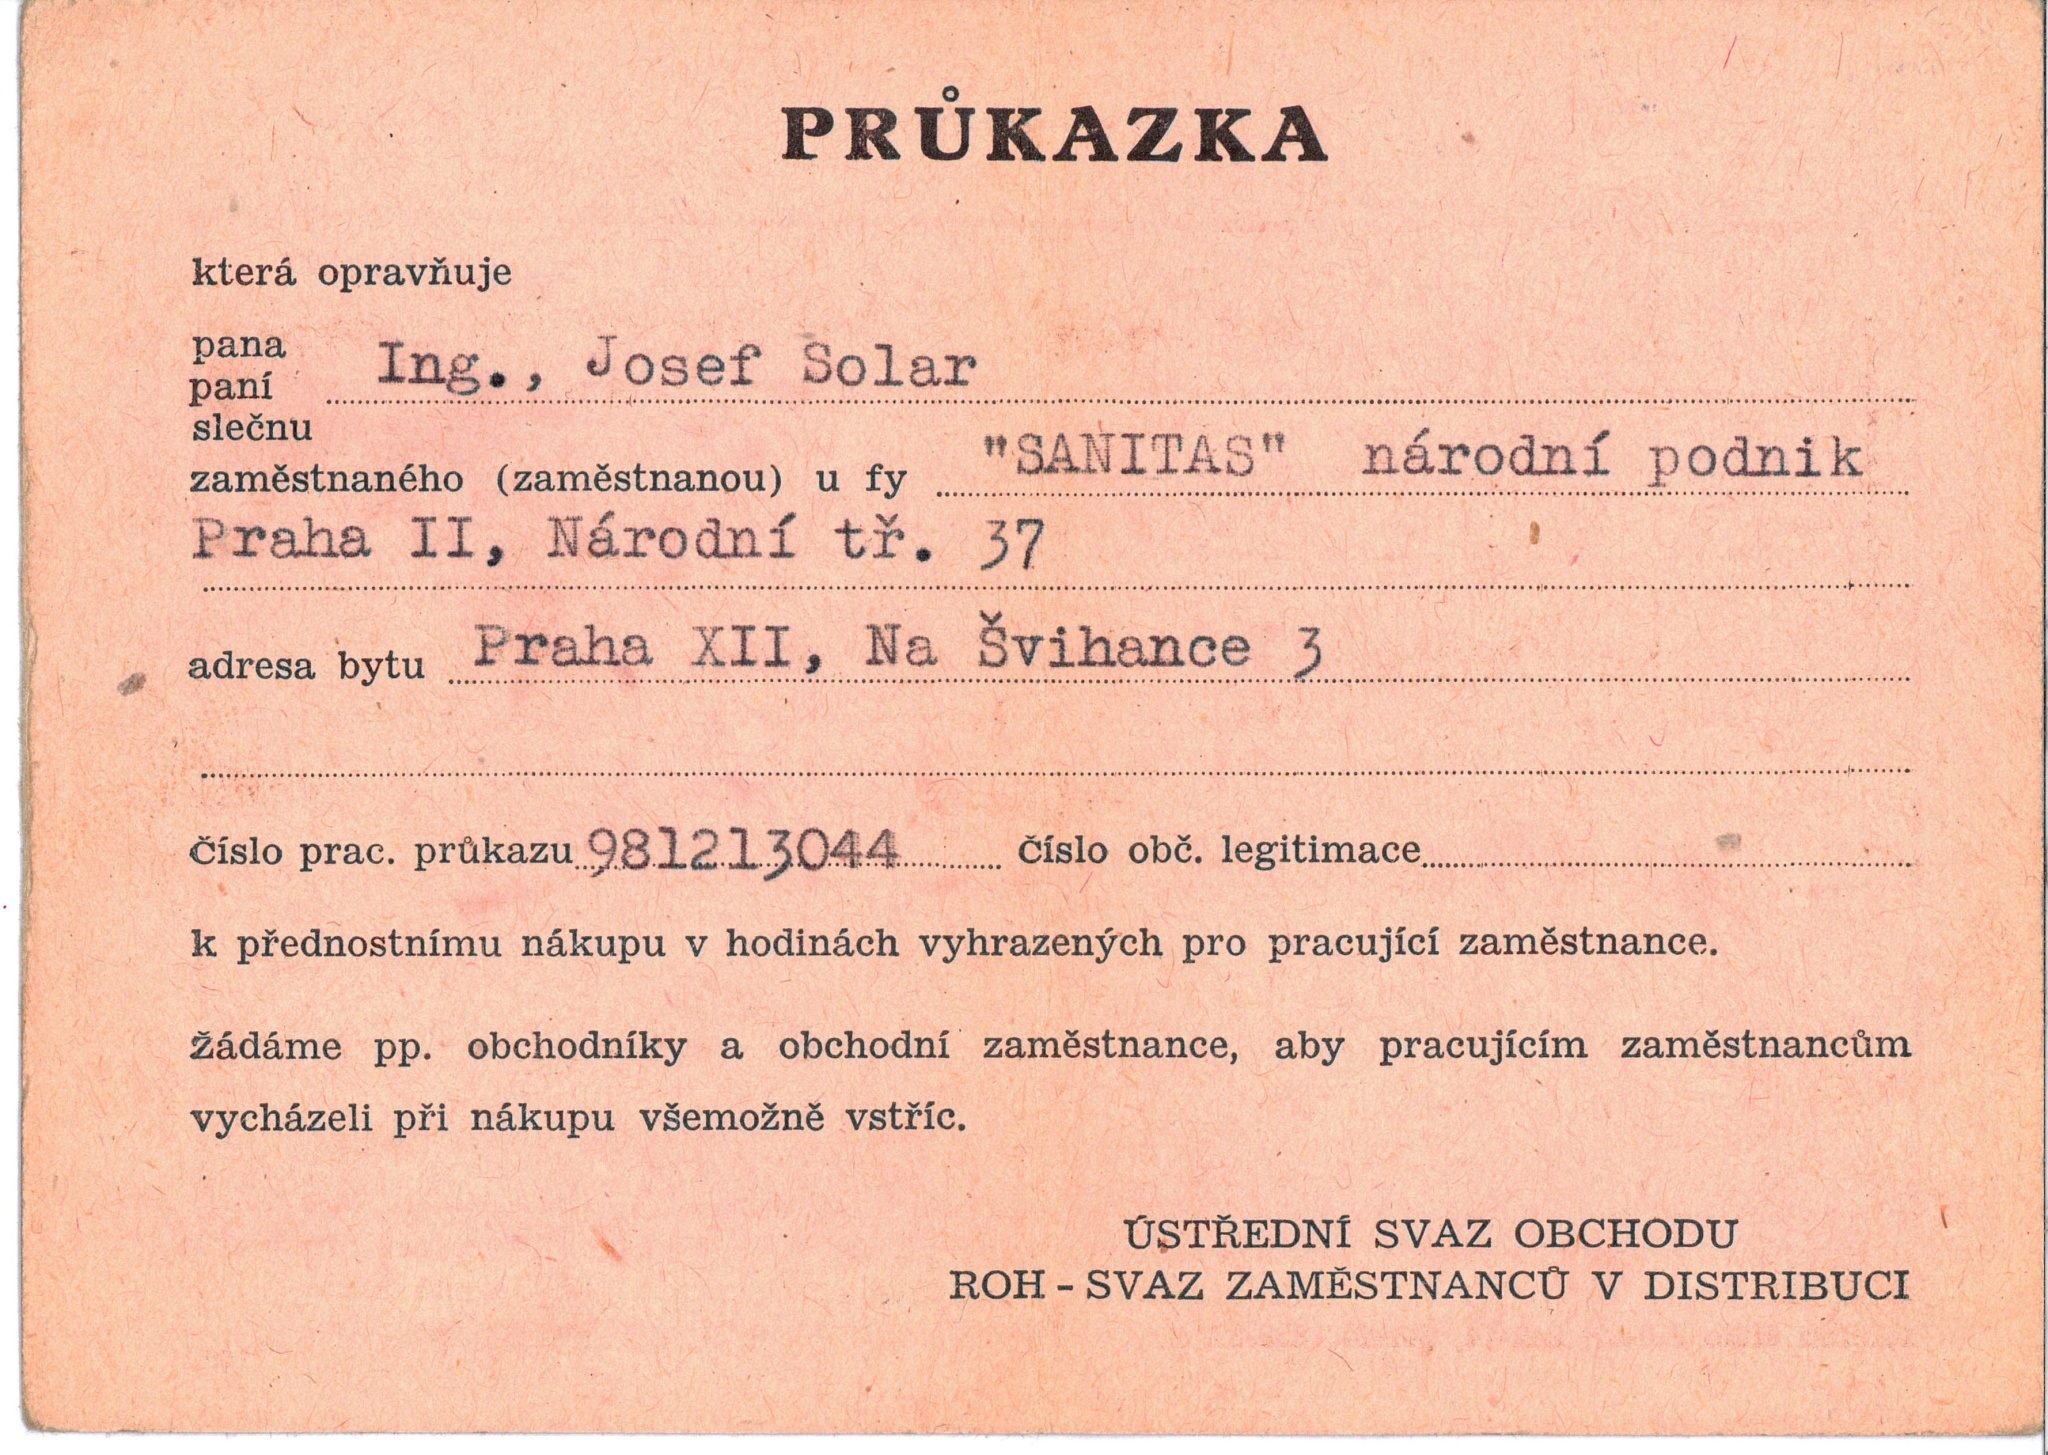 PRŮKAZKA
která opravňuje
pana
paní Ing., Josef Solar
slečnu
zaměstnaného (zaměstnanou) u fy "SANITAS" národní podnik
Praha II, Národní tř. 37
adresa bytu Praha XII, Na Švihance 3
číslo prac. průkazu 981213044 číslo obč. legitimace
k přednostnímu nákupu v hodinách vyhrazených pro pracující zaměstnance.
žádáme pp. obchodníky a obchodní zaměstnance, aby pracujícím zaměstnancům
vycházeli při nákupu všemožně vstříc.
ÚSTŘEDNÍ SVAZ OBCHODU
ROH - SVAZ ZAMĚSTNANCŮ V DISTRIBUCI